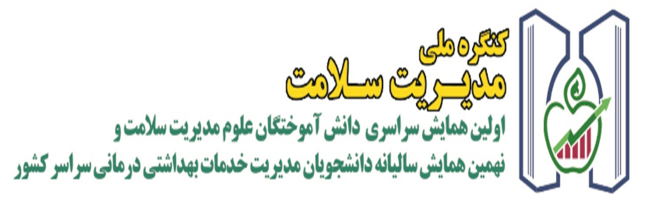 کنگره ملی
مدیریت سلامت
اولین همایش سراسری دانش آموختگان علوم مدیریت سلامت و
نهمین همایش سالیانه دانشجویان مدیریت خدمات بهداشتی درمانی سراسر کشور